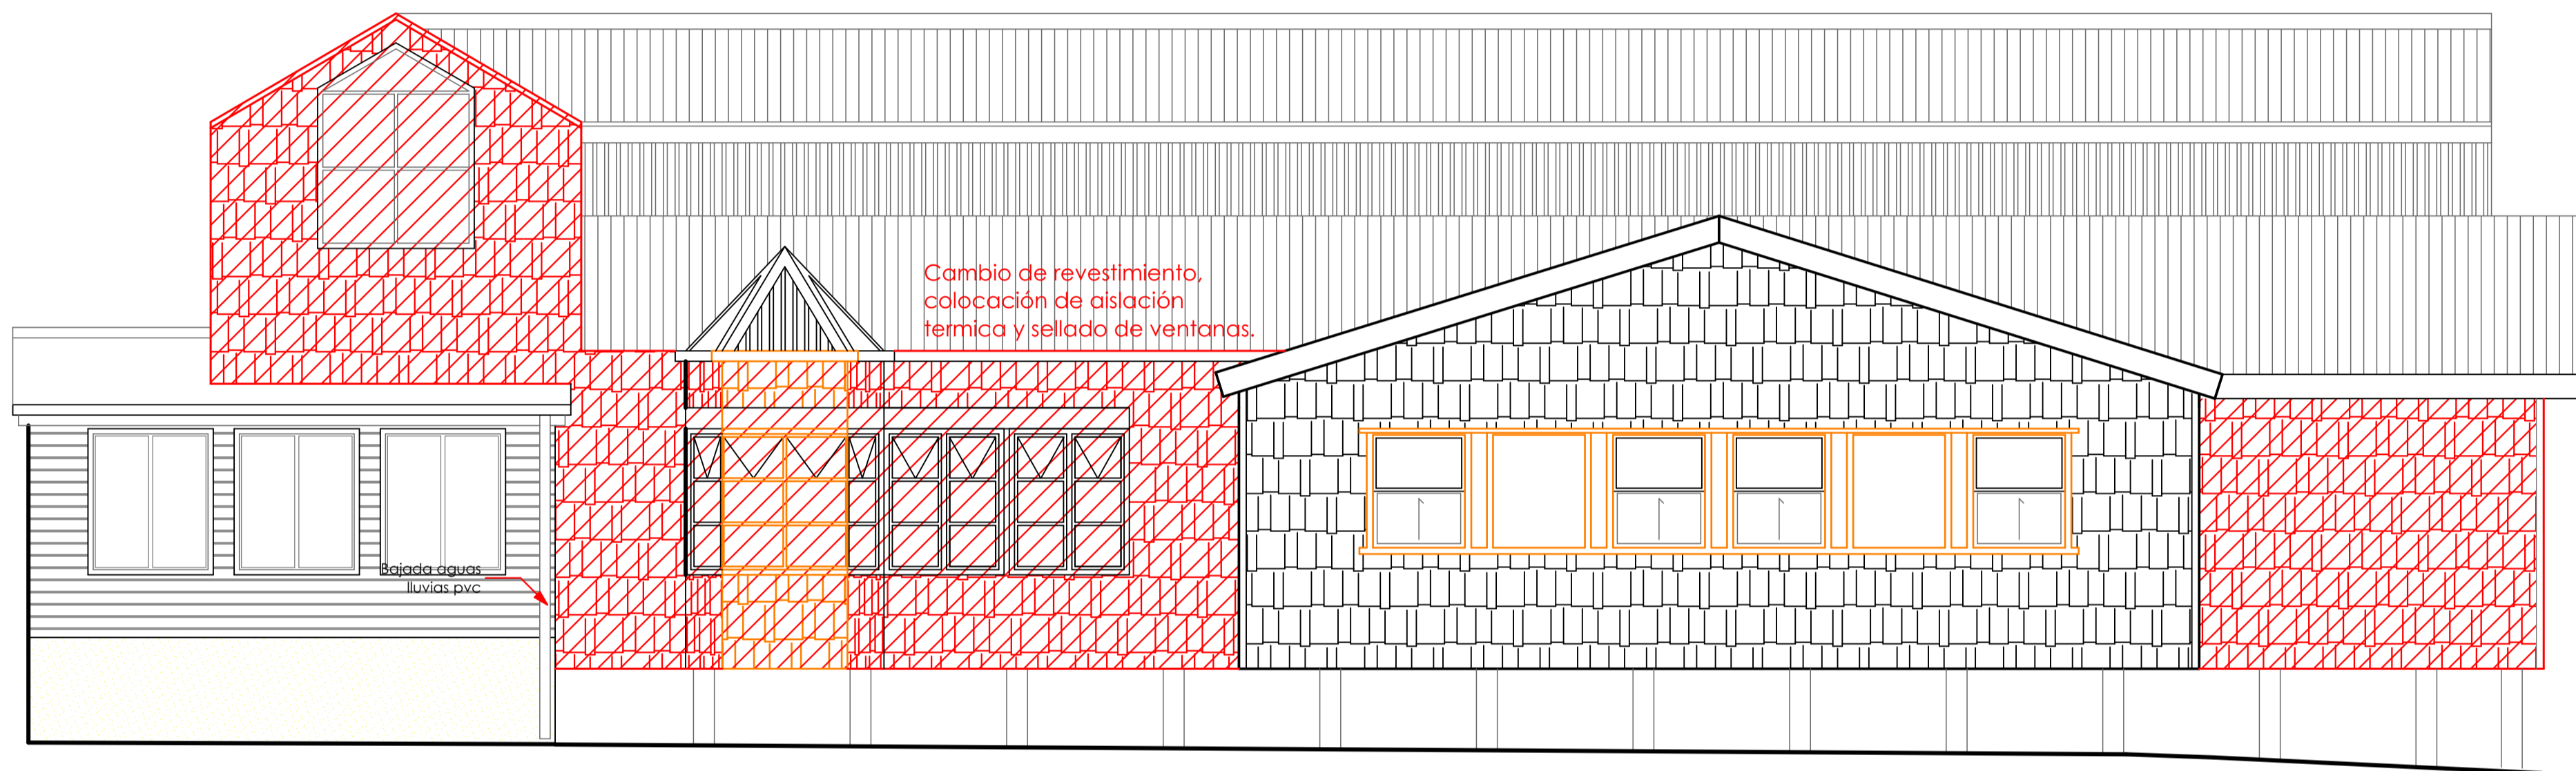 Cambio de revestimiento,
colocación de aislación
termica y sellado de ventanas.
Bajada aguas
lluvias pvc